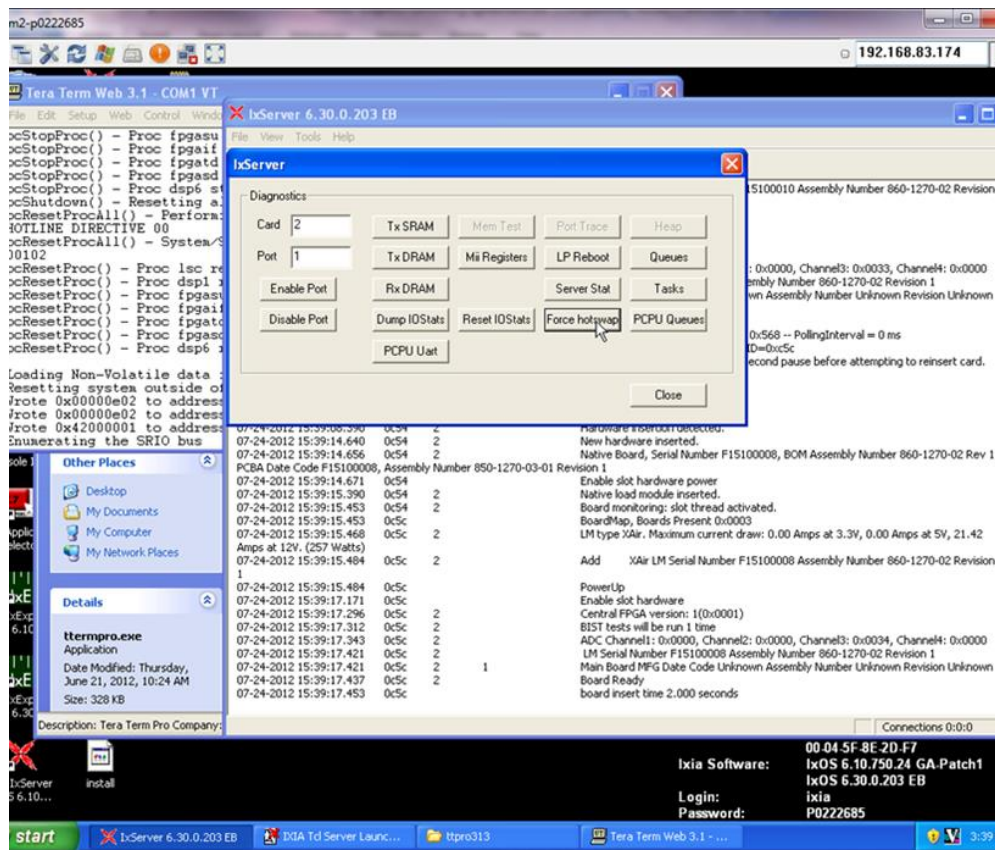 m2-p0222685
192.168.83.174
Tera Term Web 3.1 - COM1 VT
File Edit Setup Web Control
IxServer 6.30.0.203 EB
File View Tools Help
ocStopProc() - Proc fpgasu
ocStopProc() - Proc fpgaif
ocStopProc() - Proc fpgatd
ocStopProc() - Proc fpgasd
ocStopProc() - Proc dsp6
ocShutdown() - Resetting
ocResetProcAll() -
HOTLINE DIRECTIVE 00
ocResetProcAll() -
00102
ocResetProc() - Proc lsc
ocResetProc() - Proc dsp1
ocResetProc() - Proc
ocResetProc() - Proc
ocResetProc() - Proc
ocResetProc() - Proc
ocResetProc() - Proc dsp6
Loading Non-Volatile data
Resetting system outside
Wrote 0x00000e02 to address
Wrote 0x00000e02 to address
Wrote 0x42000001 to address
Enumerating the SRIO bus
IxServer
Diagnostics
Card 2 Tx SRAM Mem Test Port Trace Heap
Port 1 Tx DRAM Mii Registers LP Reboot Queues
Enable Port Rx DRAM Server Stat Tasks
Disable Port Dump IOStats Reset IOStats Force hotswap PCPU Queues
PCPU Uart
Close
F15100010 Assembly Number 860-1270-02 Revision
: 0x0000, Channel3: 0x0033, Channel4: 0x0000
embly Number 860-1270-02 Revision 1
wn Assembly Number Unknown Revision Unknown
0x568 -- PollingInterval = 0 ms
ID=0xc5c
econd pause before attempting to reinsert card.
07-24-2012 15:39:08.390 0c54 2 Hardware insertion detected.
07-24-2012 15:39:14.640 0c54 2 New hardware inserted.
07-24-2012 15:39:14.656 0c54 2 Native Board, Serial Number F15100008, BOM Assembly Number 860-1270-02 Rev 1
PCBA Date Code F15100008, Assembly Number 850-1270-03-01 Revision 1
07-24-2012 15:39:14.671 0c54 Enable slot hardware power
07-24-2012 15:39:15.390 0c54 2 Native load module inserted.
07-24-2012 15:39:15.453 0c54 2 Board monitoring: slot thread activated.
07-24-2012 15:39:15.453 0c5c BoardMap, Boards Present 0x0003
07-24-2012 15:39:15.468 0c5c 2 LM type XAir. Maximum current draw: 0.00 Amps at 3.3V, 0.00 Amps at 5V, 21.42
Amps at 12V. (257 Watts)
07-24-2012 15:39:15.484 0c5c 2 Add XAir LM Serial Number F15100008 Assembly Number 860-1270-02 Revision
1
07-24-2012 15:39:15.484 0c5c PowerUp
07-24-2012 15:39:17.171 0c5c Enable slot hardware
07-24-2012 15:39:17.296 0c5c 2 Central FPGA version: 1(0x0001)
07-24-2012 15:39:17.312 0c5c 2 BIST tests will be run 1 time
07-24-2012 15:39:17.343 0c5c 2 ADC Channel1: 0x0000, Channel2: 0x0000, Channel3: 0x0034, Channel4: 0x0000
07-24-2012 15:39:17.421 0c5c 2 LM Serial Number F15100008 Assembly Number 860-1270-02 Revision 1
07-24-2012 15:39:17.421 0c5c 2 1 Main Board MFG Date Code Unknown Assembly Number Unknown Revision Unknown
07-24-2012 15:39:17.437 0c5c 2 Board Ready
07-24-2012 15:39:17.453 0c5c board insert time 2.000 seconds
Connections 0:0:0
Other Places
Desktop
My Documents
My Computer
My Network Places
Details
ttermpro.exe
Application
Date Modified: Thursday,
June 21, 2012, 10:24 AM
Size: 328 KB
Description: Tera Term Pro Company:
IxServer
install
00-04-5F-8E-2D-F7
Ixia Software: IxOS 6.10.750.24 GA-Patch1
IxOS 6.30.0.203 EB
Login: ixia
Password: P0222685
start
IxServer 6.30.0.203 EB
IXIA Tcl Server Launc...
ttpro313
Tera Term Web 3.1 - ...
3:39